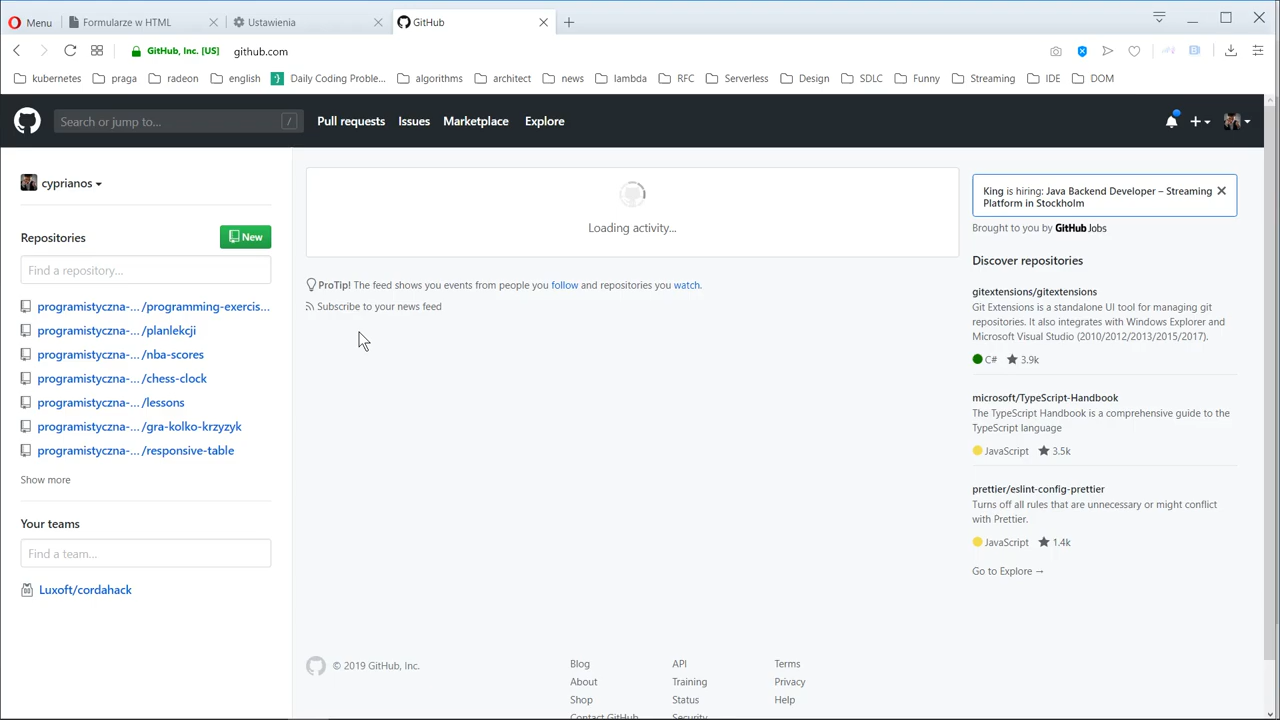 Menu
Formularze w HTML
Ustawienia
GitHub
GitHub, Inc. [US]
github.com
kubernetes
praga
radeon
english
Daily Coding Proble...
algorithms
architect
news
lambda
RFC
Serverless
Design
SDLC
Funny
Streaming
IDE
DOM
Search or jump to...
/
Pull requests
Issues
Marketplace
Explore
cyprianos
Repositories
New
Find a repository...
programistyczna-... /programming-exercis...
programistyczna-... /planlekcji
programistyczna-... /nba-scores
programistyczna-... /chess-clock
programistyczna-... /lessons
programistyczna-... /gra-kolko-krzyzyk
programistyczna-... /responsive-table
Show more
Your teams
Find a team...
Luxoft/cordahack
Loading activity...
ProTip! The feed shows you events from people you follow and repositories you watch.
Subscribe to your news feed
King is hiring: Java Backend Developer – Streaming
Platform in Stockholm
Brought to you by GitHub Jobs
Discover repositories
gitextensions/gitextensions
Git Extensions is a standalone UI tool for managing git
repositories. It also integrates with Windows Explorer and
Microsoft Visual Studio (2010/2012/2013/2015/2017).
C# 3.9k
microsoft/TypeScript-Handbook
The TypeScript Handbook is a comprehensive guide to the
TypeScript language
JavaScript 3.5k
prettier/eslint-config-prettier
Turns off all rules that are unnecessary or might conflict
with Prettier.
JavaScript 1.4k
Go to Explore →
© 2019 GitHub, Inc.
Blog
About
Shop
Contact GitHub
API
Training
Status
Security
Terms
Privacy
Help